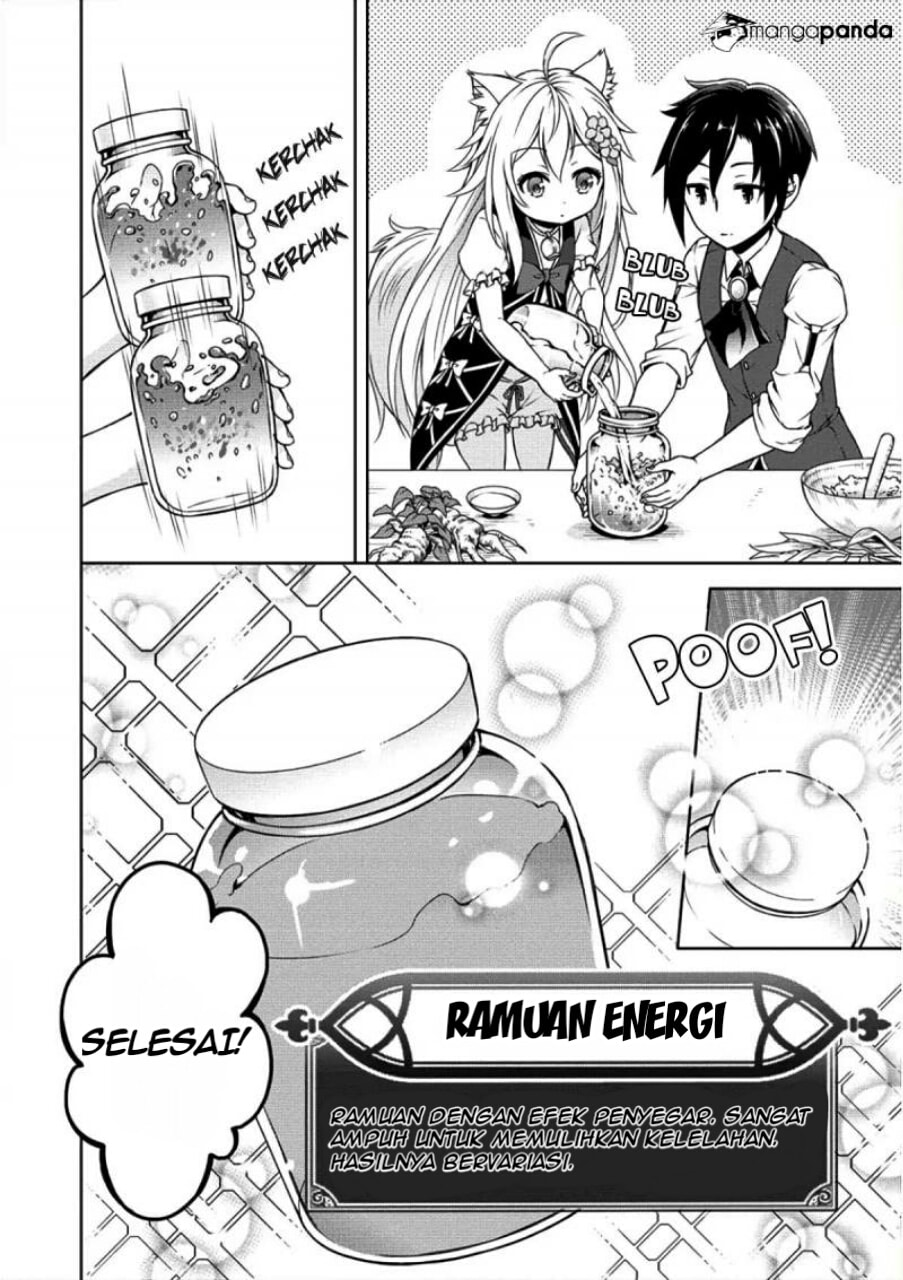 mangapanda
BLUB
BLUB
KERCHAK
KERCHAK
KERCHAK
POOF!
SELESAI!
RAMUAN ENERGI
RAMUAN DENGAN EFEK PENYEGAR. SANGAT
AMPUH UNTUK MEMULIHKAN KELELAHAN.
HASILNYA BERVARIASI.